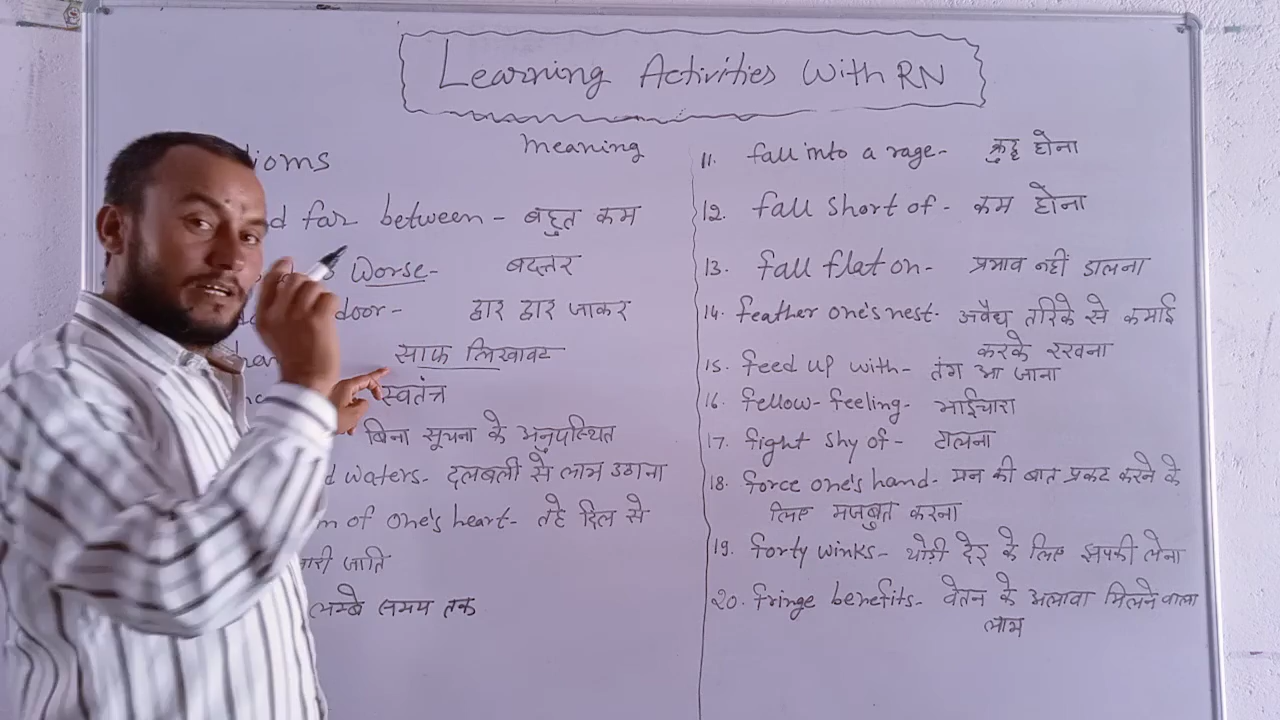 Learning Activities With RN
ioms meaning
d far between - बहुत कम
Worse - बदत्तर
door - द्वार द्वार जाकर
साफ लिखावट
स्वतंत्र
बिना सूचना के अनुपस्थित
d waters - दलबली से लाभ उठाना
m of one's heart - तहे दिल से
नारी जाति
लम्बे समय तक
11. fall into a rage - क्रुद्ध होना
12. fall short of - कम होना
13. fall flat on - प्रभाव नहीं डालना
14. feather one's nest - अवैध तरिके से कमाई
करके रखना
15. feed up with - तंग आ जाना
16. fellow-feeling - भाईचारा
17. fight shy of - टालना
18. force one's hand - मन की बात प्रकट करने के
लिए मजबुत करना
19. forty winks - थोड़ी देर के लिए झपकी लेना
20. fringe benefits - वेतन के अलावा मिलने वाला
लाभ